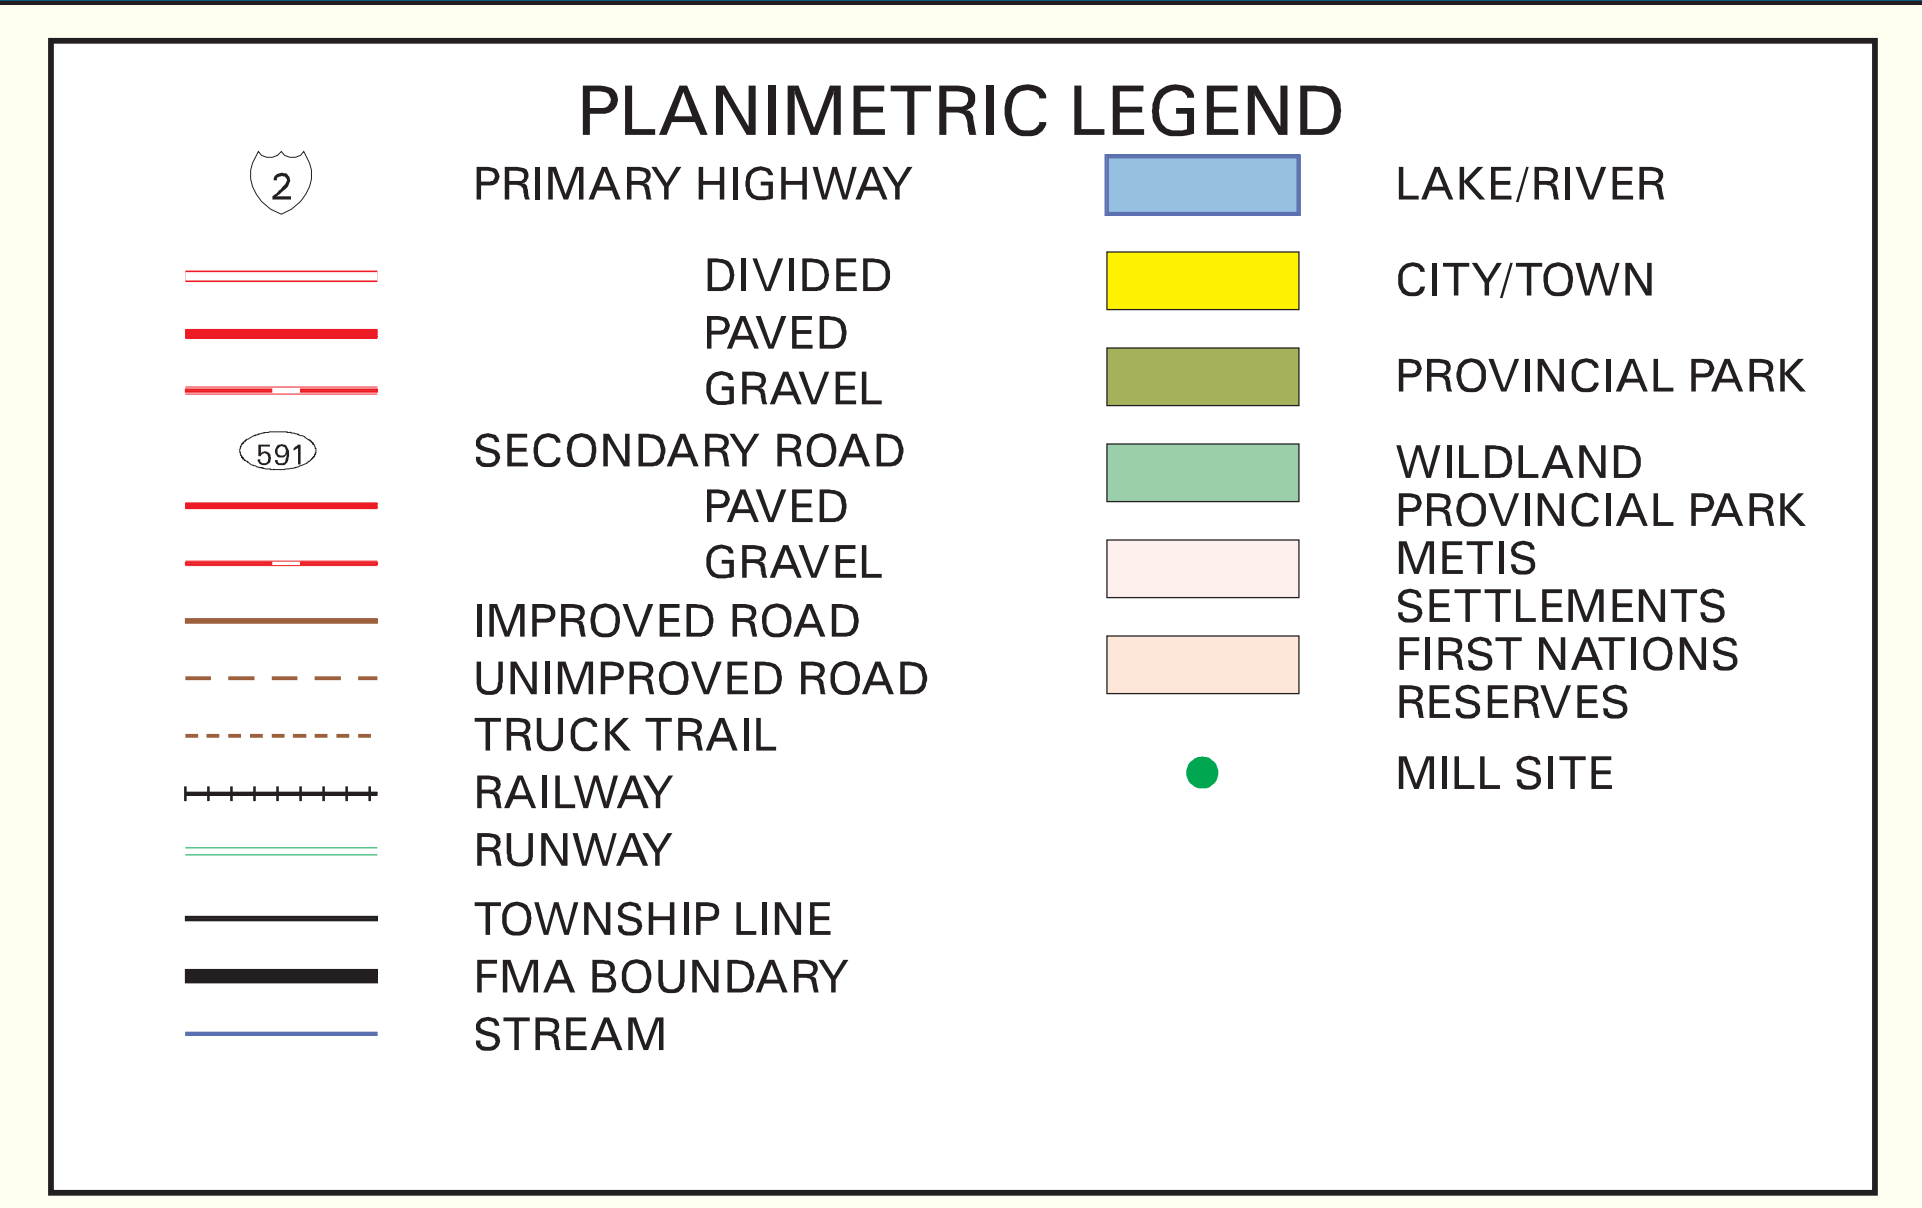 PLANIMETRIC LEGEND
2
PRIMARY HIGHWAY
DIVIDED
PAVED
GRAVEL
591
SECONDARY ROAD
PAVED
GRAVEL
IMPROVED ROAD
UNIMPROVED ROAD
TRUCK TRAIL
RAILWAY
RUNWAY
TOWNSHIP LINE
FMA BOUNDARY
STREAM
LAKE/RIVER
CITY/TOWN
PROVINCIAL PARK
WILDLAND
PROVINCIAL PARK
METIS
SETTLEMENTS
FIRST NATIONS
RESERVES
MILL SITE